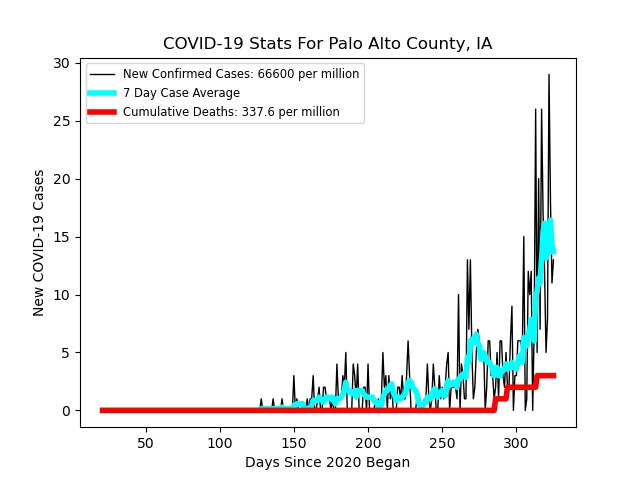 COVID-19 Stats For Palo Alto County, IA
New Confirmed Cases: 66600 per million
7 Day Case Average
Cumulative Deaths: 337.6 per million
New COVID-19 Cases
30
25
20
15
10
5
0
50 100 150 200 250 300
Days Since 2020 Began